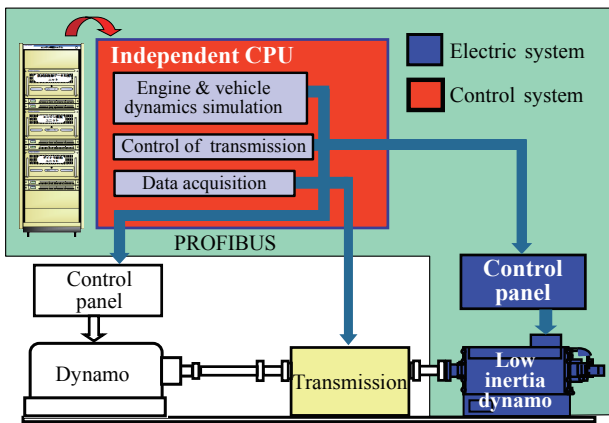 Independent CPU
Engine & vehicle
dynamics simulation
Control of transmission
Data acquisition
PROFIBUS
Electric system
Control system
Control
panel
Control
panel
Dynamo
Transmission
Low
inertia
dynamo